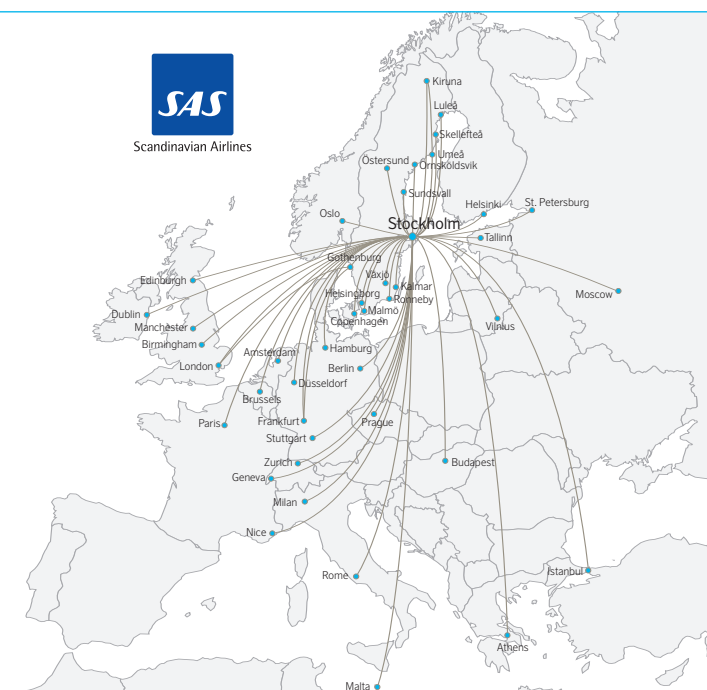 SAS
Scandinavian Airlines
Kiruna
Luleå
Skellefteå
Umeå
Östersund
Örnsköldsvik
Sundsvall
Helsinki
St. Petersburg
Oslo
Stockholm
Tallinn
Gothenburg
Växjö
Edinburgh
Kalmar
Helsingborg
Ronneby
Moscow
Dublin
Malmö
Copenhagen
Manchester
Vilnius
Birmingham
Amsterdam
Hamburg
London
Berlin
Düsseldorf
Brussels
Paris
Frankfurt
Prague
Stuttgart
Zurich
Budapest
Geneva
Milan
Nice
Rome
Istanbul
Athens
Malta